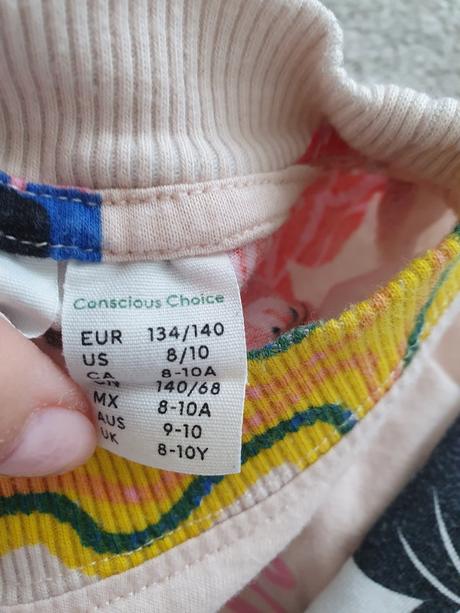 Conscious Choice
EUR 134/140
US 8/10
CA 8-10A
CN 140/68
MX 8-10A
AUS 9-10
UK 8-10Y